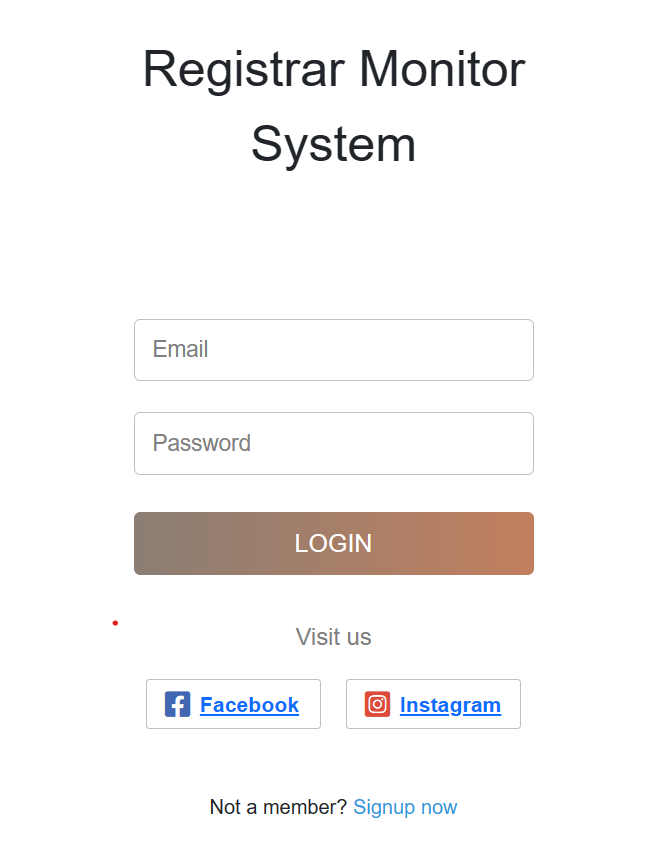 Registrar Monitor
System
Email
Password
LOGIN
Visit us
Facebook
Instagram
Not a member? Signup now